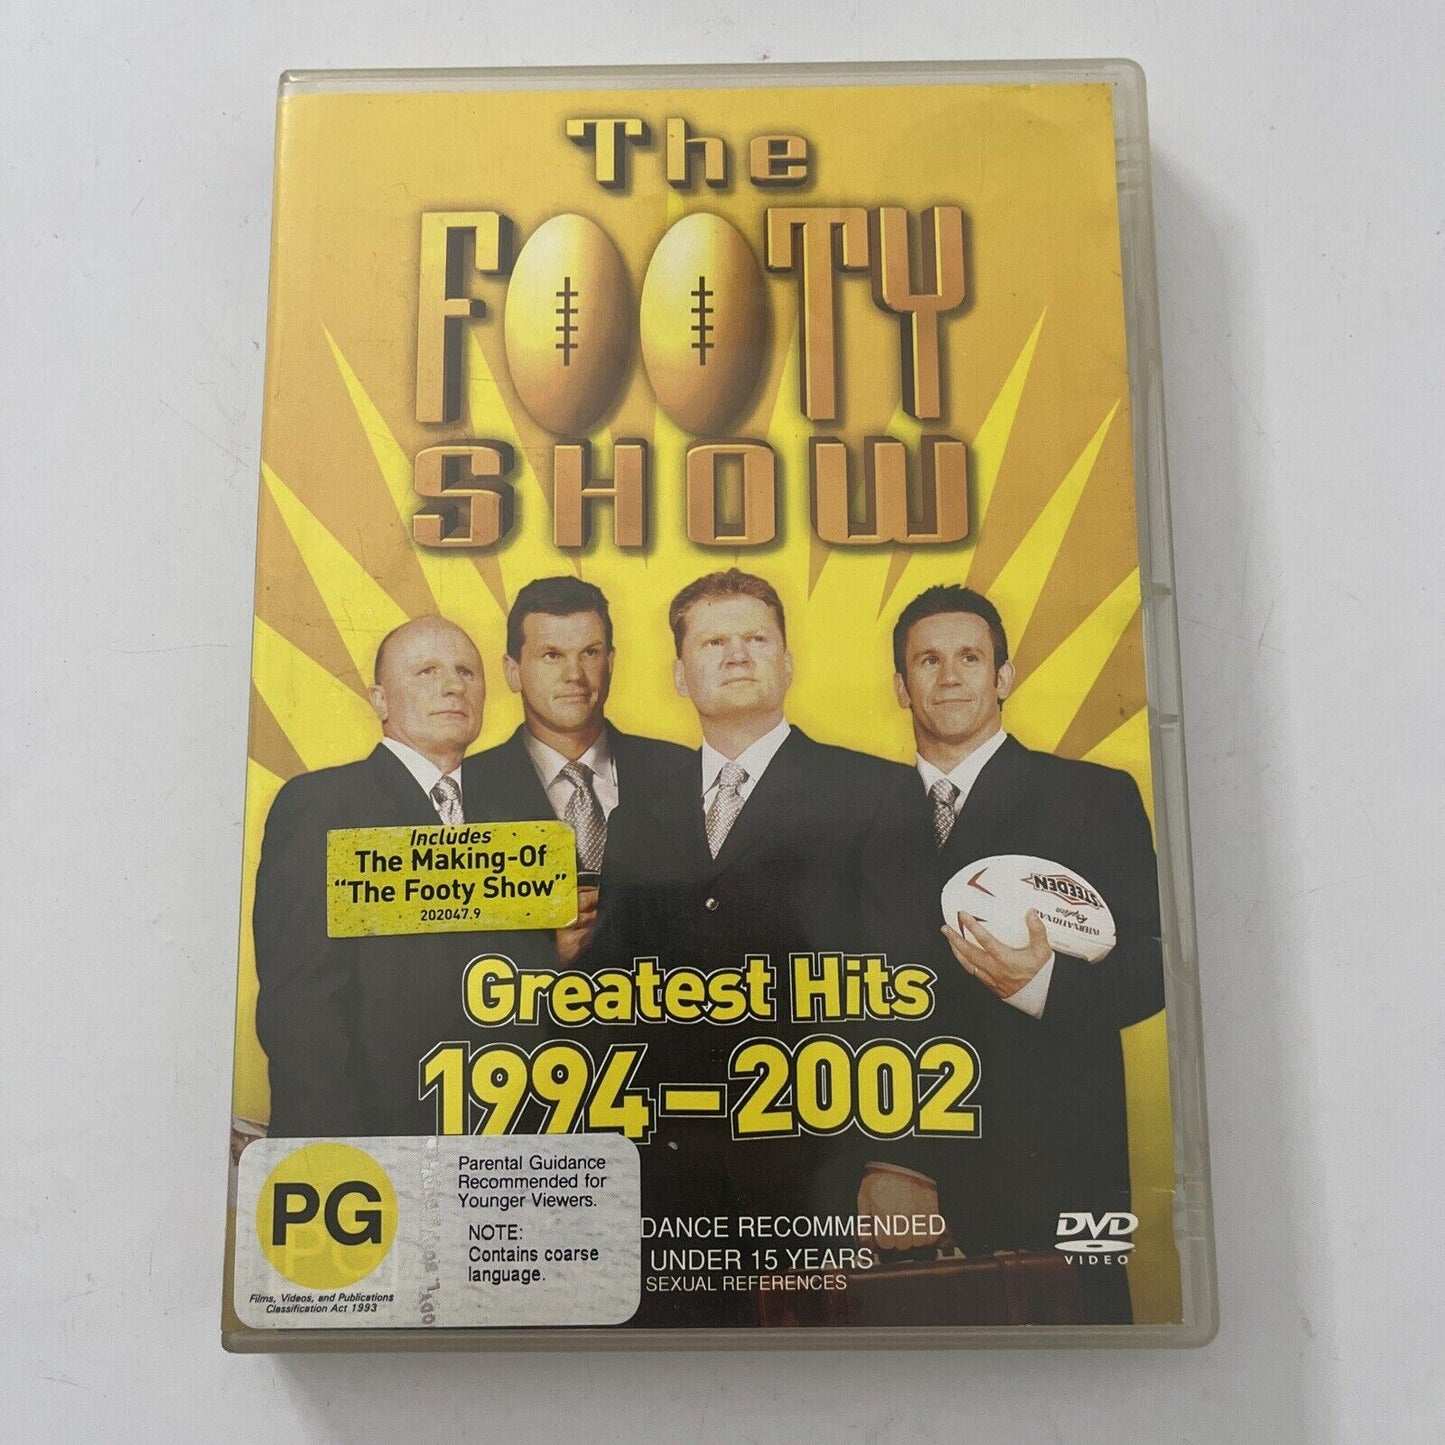 The
FOOTY
SHOW
Includes
The Making-Of
“The Footy Show”
202047.9
STEEDEN
INTERNATIONAL
Greatest Hits
1994–2002
PG
Parental Guidance
Recommended for
Younger Viewers.
NOTE:
Contains coarse
language.
Films, Videos, and Publications
Classification Act 1993
DANCE RECOMMENDED
UNDER 15 YEARS
SEXUAL REFERENCES
DVD
VIDEO